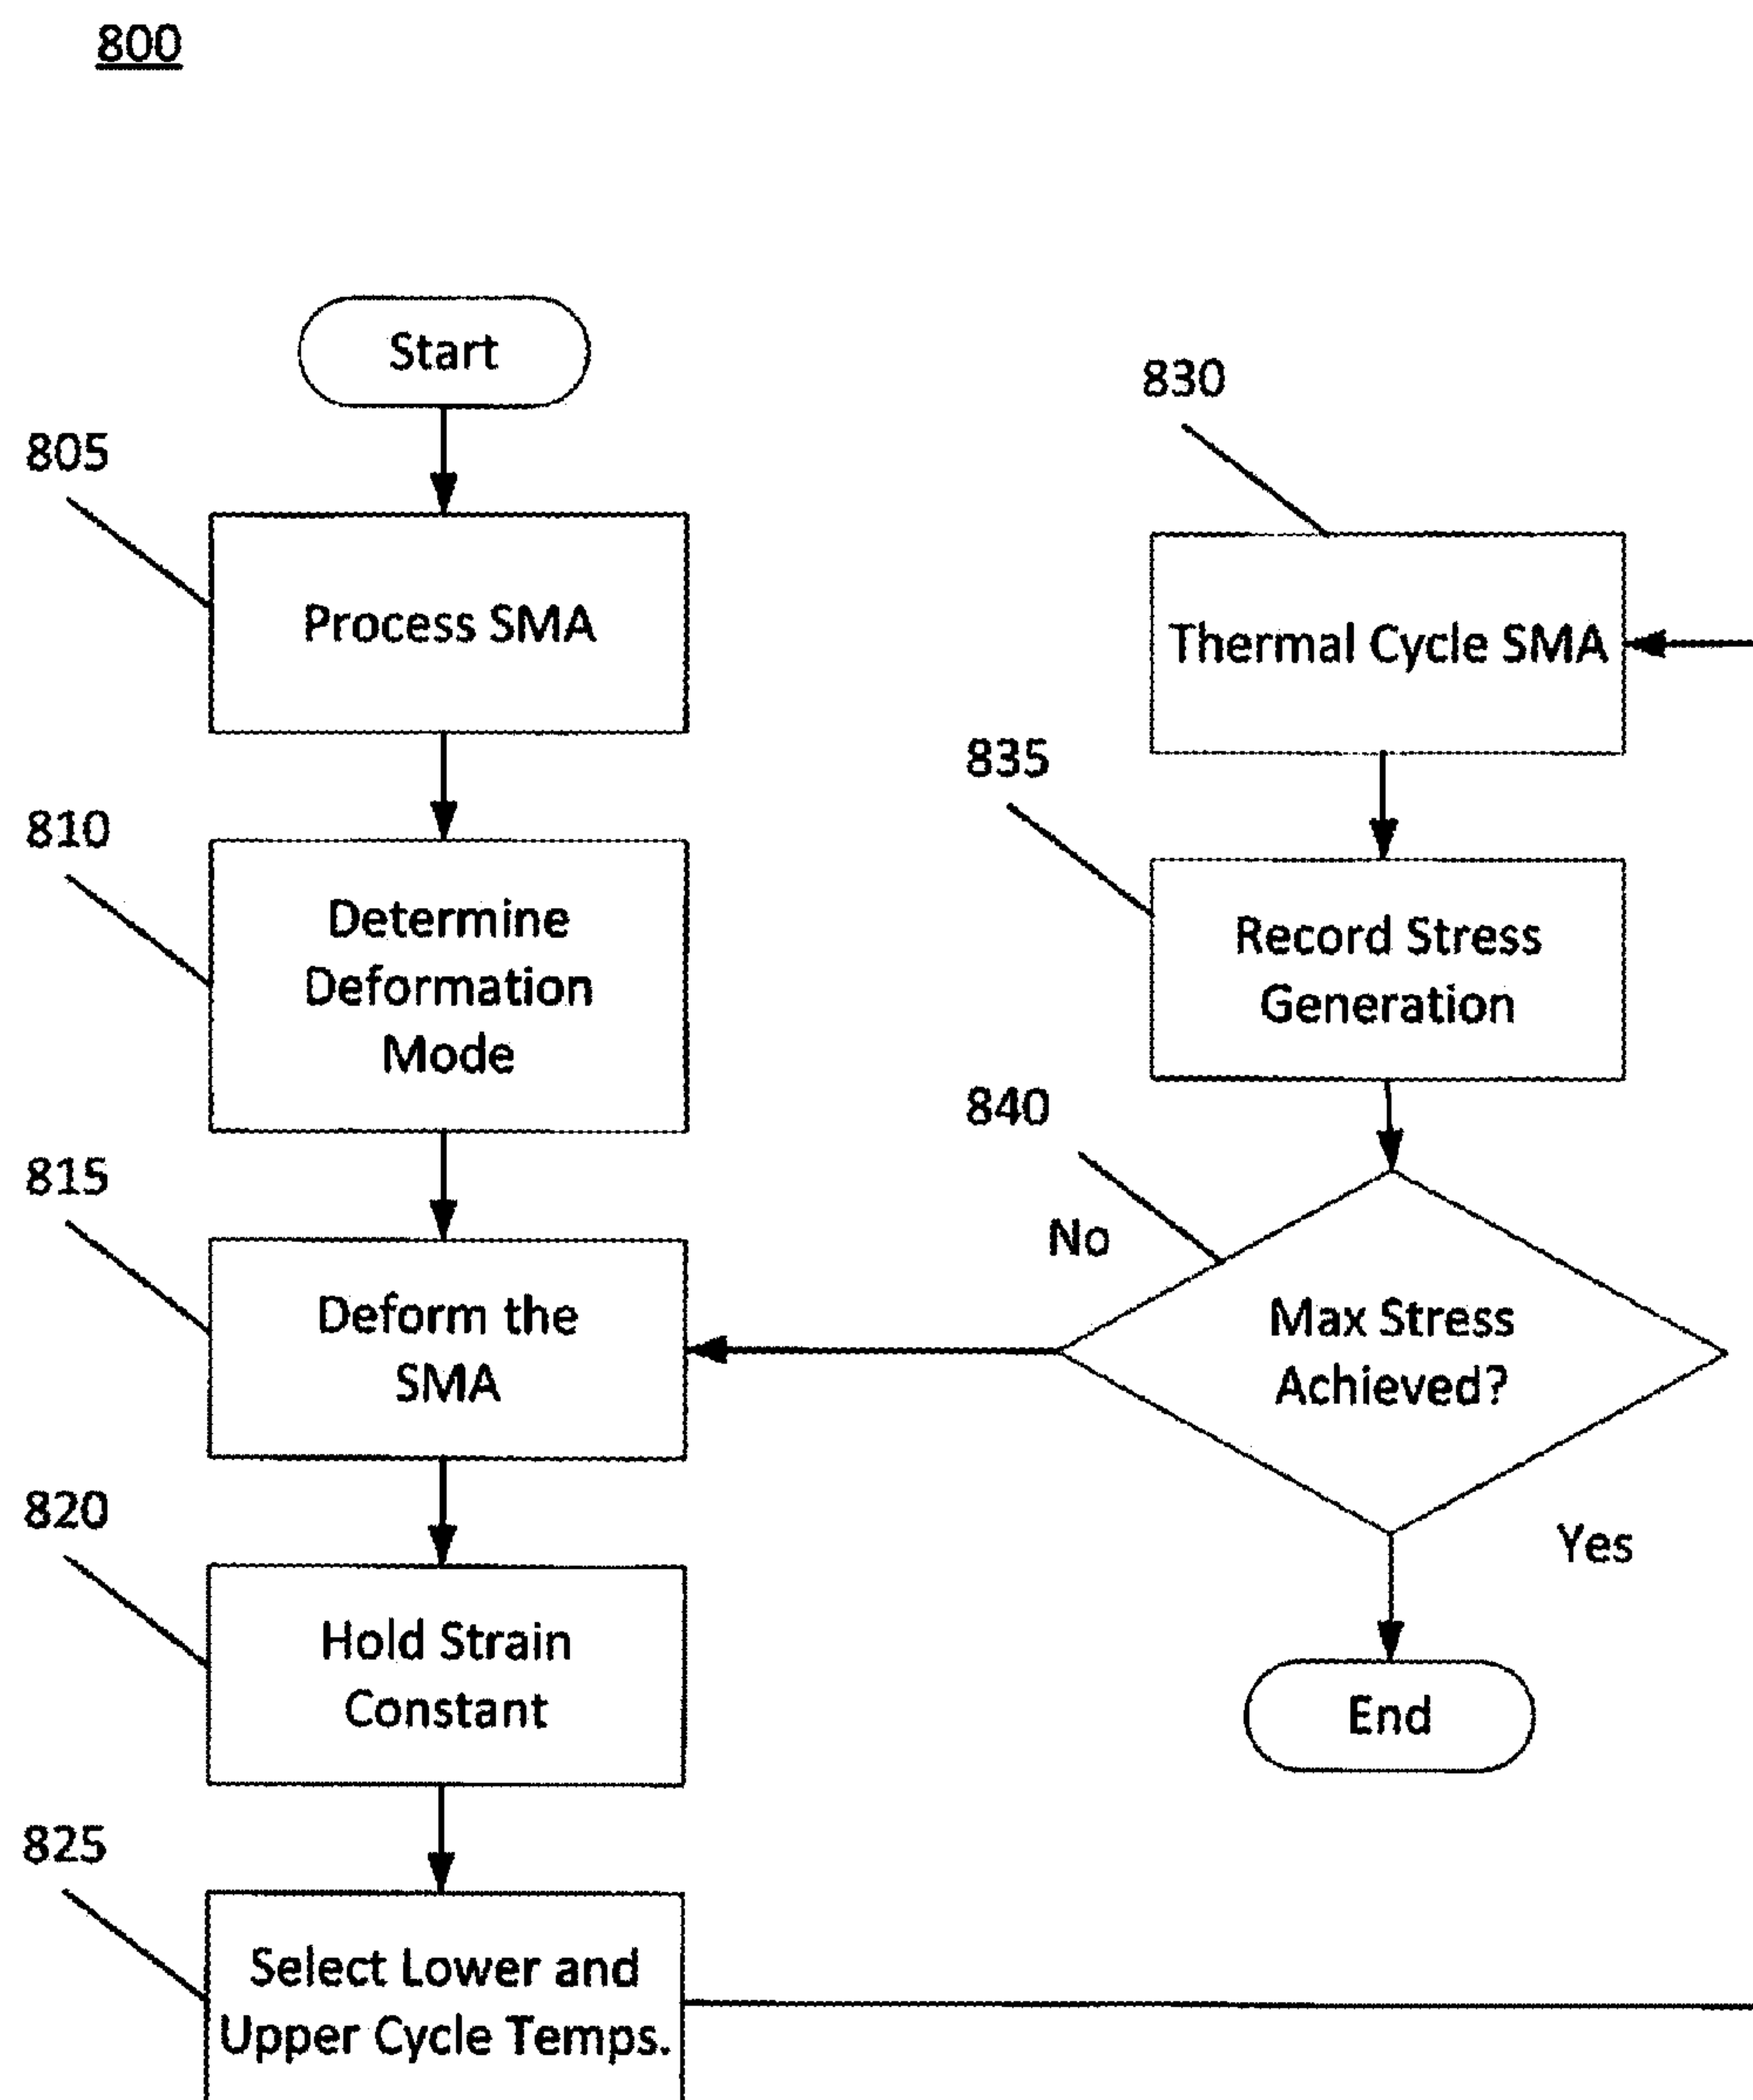 800
Start
805
Process SMA
810
Determine
Deformation
Mode
815
Deform the
SMA
820
Hold Strain
Constant
825
Select Lower and
Upper Cycle Temps.
830
Thermal Cycle SMA
835
Record Stress
Generation
840
No
Max Stress
Achieved?
Yes
End